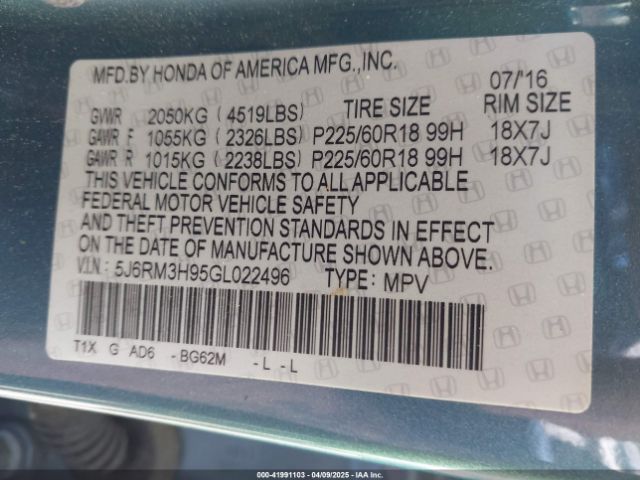 MFD.BY HONDA OF AMERICA MFG.,INC. 07/'16
GVWR 2050KG (4519LBS) TIRE SIZE RIM SIZE
GAWR F 1055KG (2326LBS) P225/60R18 99H 18X7J
GAWR R 1015KG (2238LBS) P225/60R18 99H 18X7J
THIS VEHICLE CONFORMS TO ALL APPLICABLE
FEDERAL MOTOR VEHICLE SAFETY
AND THEFT PREVENTION STANDARDS IN EFFECT
ON THE DATE OF MANUFACTURE SHOWN ABOVE.
V.I.N.: 5J6RM3H95GL022496 TYPE: MPV
T1X G AD6 -BG62M -L -L
000-41991103 | 04/09/2025 - IAA Inc.